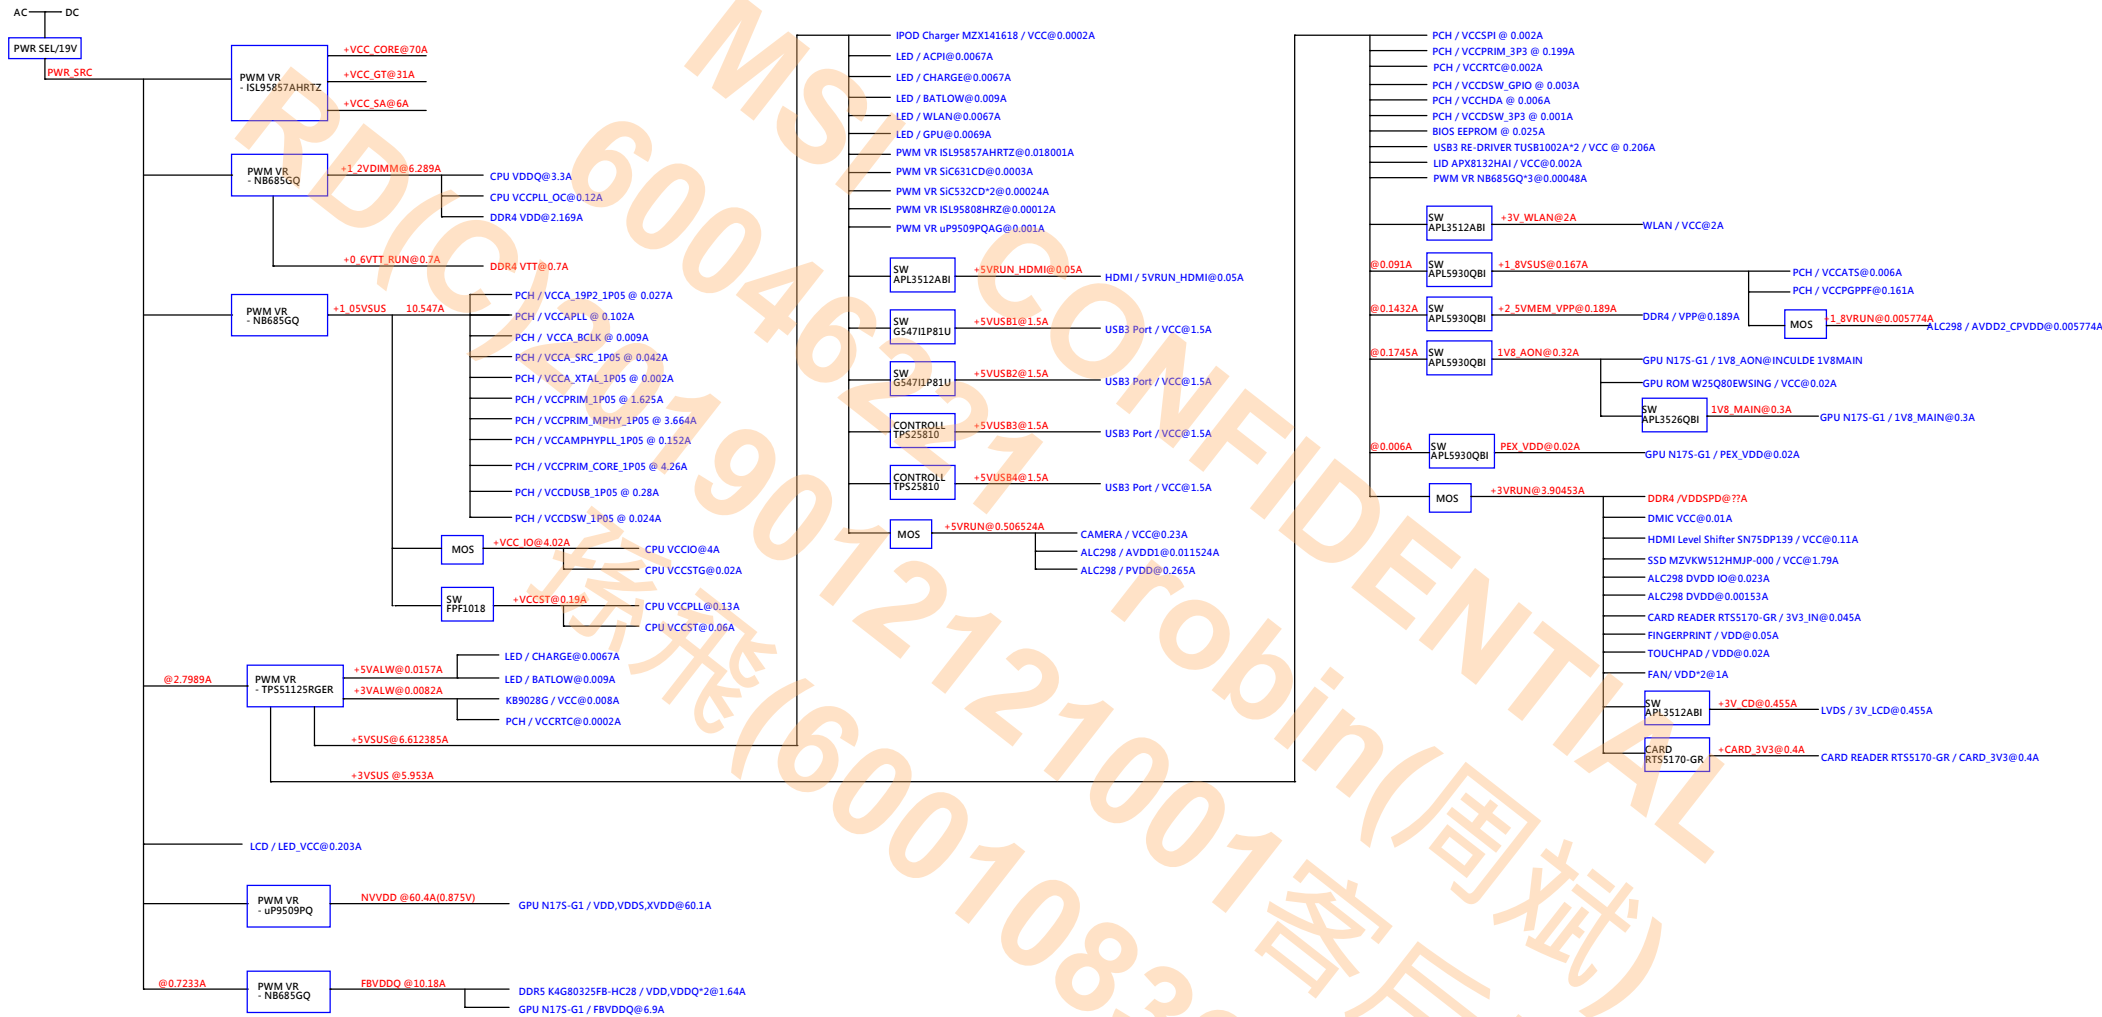 AC DC
PWR SEL/19V
PWR_SRC
PWM VR
- ISL95857AHRTZ
+VCC_CORE@70A
+VCC_GT@31A
+VCC_SA@6A
PWM VR
- NB685GQ
+1_2VDIMM@6.289A
CPU VDDQ@3.3A
CPU VCCPLL_OC@0.12A
DDR4 VDD@2.169A
+0_6VTT_RUN@0.7A
DDR4 VTT@0.7A
PWM VR
- NB685GQ
+1_05VSUS 10.547A
PCH / VCCA_19P2_1P05 @ 0.027A
PCH / VCCAPLL @ 0.102A
PCH / VCCA_BCLK @ 0.009A
PCH / VCCA_SRC_1P05 @ 0.042A
PCH / VCCA_XTAL_1P05 @ 0.002A
PCH / VCCPRIM_1P05 @ 1.625A
PCH / VCCPRIM_MPHY_1P05 @ 3.664A
PCH / VCCAMPHYPLL_1P05 @ 0.152A
PCH / VCCPRIM_CORE_1P05 @ 4.26A
PCH / VCCDUSB_1P05 @ 0.28A
PCH / VCCDSW_1P05 @ 0.024A
MOS
+VCC_IO@4.02A
CPU VCCIO@4A
CPU VCCSTG@0.02A
SW
FPF1018
+VCCST@0.19A
CPU VCCPLL@0.13A
CPU VCCST@0.06A
@2.7989A
PWM VR
- TPS51125RGER
+5VALW@0.0157A
LED / CHARGE@0.0067A
LED / BATLOW@0.009A
+3VALW@0.0082A
KB9028G / VCC@0.008A
PCH / VCCRTC@0.0002A
+5VSUS@6.612385A
+3VSUS @5.953A
LCD / LED_VCC@0.203A
PWM VR
- uP9509PQ
NVVDD @60.4A(0.875V)
GPU N17S-G1 / VDD,VDDS,XVDD@60.1A
@0.7233A
PWM VR
- NB685GQ
FBVDDQ @10.18A
DDR5 K4G80325FB-HC28 / VDD,VDDQ*2@1.64A
GPU N17S-G1 / FBVDDQ@6.9A
IPOD Charger MZX141618 / VCC@0.0002A
LED / ACPI@0.0067A
LED / CHARGE@0.0067A
LED / BATLOW@0.009A
LED / WLAN@0.0067A
LED / GPU@0.0069A
PWM VR ISL95857AHRTZ@0.018001A
PWM VR SiC631CD@0.0003A
PWM VR SiC532CD*2@0.00024A
PWM VR ISL95808HRZ@0.00012A
PWM VR uP9509PQAG@0.001A
SW
APL3512ABI
+5VRUN_HDMI@0.05A
HDMI / 5VRUN_HDMI@0.05A
SW
G547I1P81U
+5VUSB1@1.5A
USB3 Port / VCC@1.5A
SW
G547I1P81U
+5VUSB2@1.5A
USB3 Port / VCC@1.5A
CONTROLL
TPS25810
+5VUSB3@1.5A
USB3 Port / VCC@1.5A
CONTROLL
TPS25810
+5VUSB4@1.5A
USB3 Port / VCC@1.5A
MOS
+5VRUN@0.506524A
CAMERA / VCC@0.23A
ALC298 / AVDD1@0.011524A
ALC298 / PVDD@0.265A
PCH / VCCSPI @ 0.002A
PCH / VCCPRIM_3P3 @ 0.199A
PCH / VCCRTC@0.002A
PCH / VCCDSW_GPIO @ 0.003A
PCH / VCCHDA @ 0.006A
PCH / VCCDSW_3P3 @ 0.001A
BIOS EEPROM @ 0.025A
USB3 RE-DRIVER TUSB1002A*2 / VCC @ 0.206A
LID APX8132HAI / VCC@0.002A
PWM VR NB685GQ*3@0.00048A
SW
APL3512ABI
+3V_WLAN@2A
WLAN / VCC@2A
@0.091A
SW
APL5930QBI
+1_8VSUS@0.167A
PCH / VCCATS@0.006A
PCH / VCCPGPPF@0.161A
MOS
+1_8VRUN@0.005774A
ALC298 / AVDD2_CPVDD@0.005774A
@0.1432A
SW
APL5930QBI
+2_5VMEM_VPP@0.189A
DDR4 / VPP@0.189A
@0.1745A
SW
APL5930QBI
1V8_AON@0.32A
GPU N17S-G1 / 1V8_AON@INCULDE 1V8MAIN
GPU ROM W25Q80EWSING / VCC@0.02A
SW
APL3526QBI
1V8_MAIN@0.3A
GPU N17S-G1 / 1V8_MAIN@0.3A
@0.006A
SW
APL5930QBI
PEX_VDD@0.02A
GPU N17S-G1 / PEX_VDD@0.02A
MOS
+3VRUN@3.90453A
DDR4 /VDDSPD@??A
DMIC VCC@0.01A
HDMI Level Shifter SN75DP139 / VCC@0.11A
SSD MZVKW512HMJP-000 / VCC@1.79A
ALC298 DVDD IO@0.023A
ALC298 DVDD@0.00153A
CARD READER RTS5170-GR / 3V3_IN@0.045A
FINGERPRINT / VDD@0.05A
TOUCHPAD / VDD@0.02A
FAN/ VDD*2@1A
SW
APL3512ABI
+3V_CD@0.455A
LVDS / 3V_LCD@0.455A
CARD
RTS5170-GR
+CARD_3V3@0.4A
CARD READER RTS5170-GR / CARD_3V3@0.4A
MSI CONFIDENTIAL
60046221 robin(周斌)
RD(C)2019012121001客后
孫飛(60010830